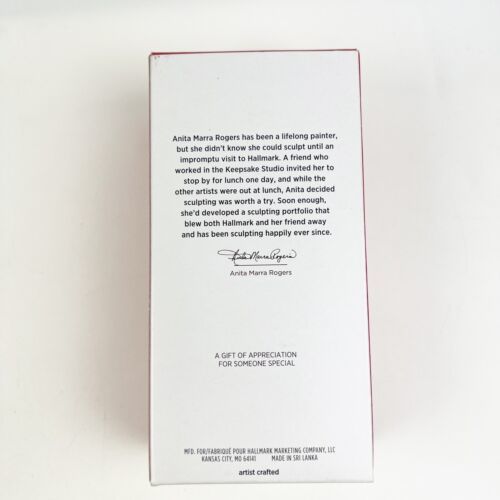 Anita Marra Rogers has been a lifelong painter,
but she didn't know she could sculpt until an
impromptu visit to Hallmark. A friend who
worked in the Keepsake Studio invited her to
stop by for lunch one day, and while the
other artists were out at lunch, Anita decided
sculpting was worth a try. Soon enough,
she'd developed a sculpting portfolio that
blew both Hallmark and her friend away
and has been sculpting happily ever since.
Anita Marra Rogers
Anita Marra Rogers
A GIFT OF APPRECIATION
FOR SOMEONE SPECIAL
MFD. FOR/FABRIQUÉ POUR HALLMARK MARKETING COMPANY, LLC
KANSAS CITY, MO 64141 MADE IN SRI LANKA
artist crafted